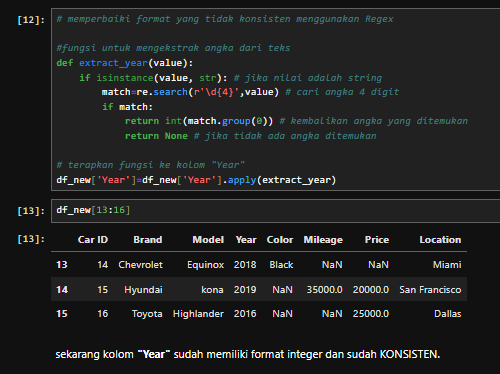 [12]: # memperbaiki format yang tidak konsisten menggunakan Regex
#fungsi untuk mengekstrak angka dari teks
def extract_year(value):
if isinstance(value, str): # jika nilai adalah string
match=re.search(r'\d{4}',value) # cari angka 4 digit
if match:
return int(match.group(0)) # kembalikan angka yang ditemukan
return None # jika tidak ada angka ditemukan
# terapkan fungsi ke kolom "Year"
df_new['Year']=df_new['Year'].apply(extract_year)
[13]: df_new[13:16]
[13]: Car ID Brand Model Year Color Mileage Price Location
13 14 Chevrolet Equinox 2018 Black NaN NaN Miami
14 15 Hyundai kona 2019 NaN 35000.0 20000.0 San Francisco
15 16 Toyota Highlander 2016 NaN NaN 25000.0 Dallas
sekarang kolom "Year" sudah memiliki format integer dan sudah KONSISTEN.